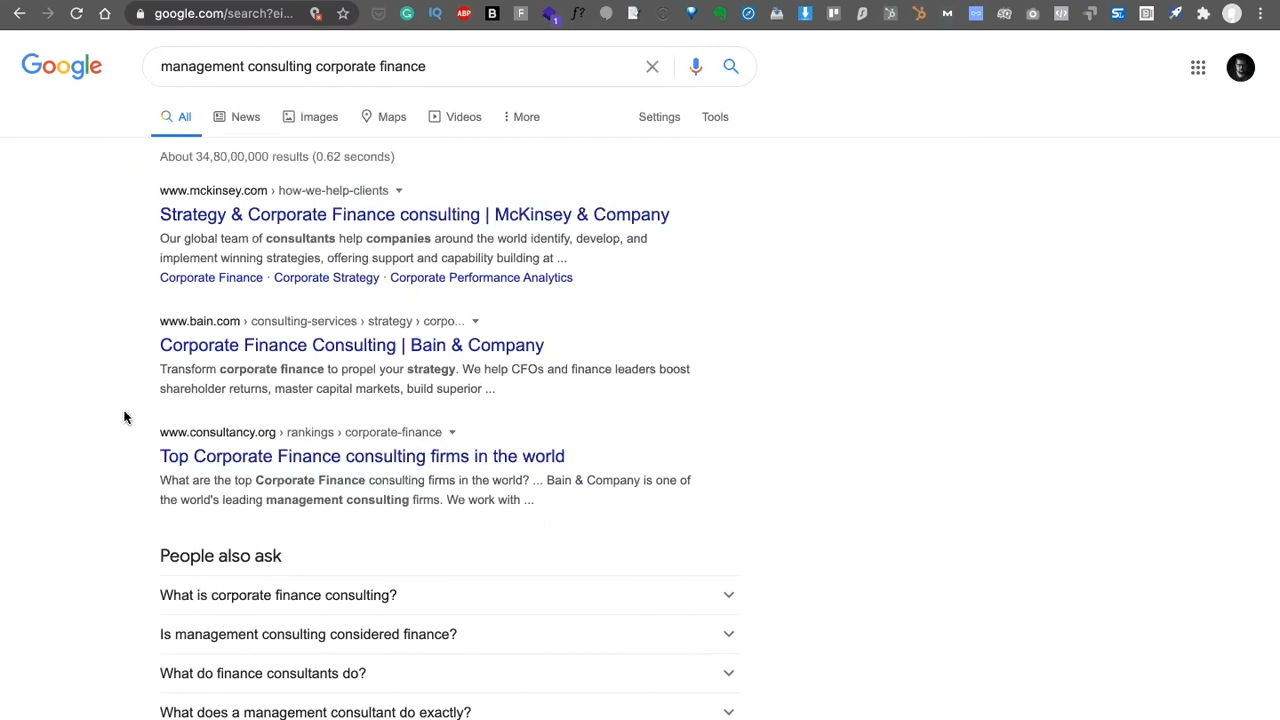 google.com/search?ei...
Google
management consulting corporate finance
All
News
Images
Maps
Videos
More
Settings
Tools
About 34,80,00,000 results (0.62 seconds)
www.mckinsey.com › how-we-help-clients
Strategy & Corporate Finance consulting | McKinsey & Company
Our global team of consultants help companies around the world identify, develop, and
implement winning strategies, offering support and capability building at ...
Corporate Finance · Corporate Strategy · Corporate Performance Analytics
www.bain.com › consulting-services › strategy › corpo...
Corporate Finance Consulting | Bain & Company
Transform corporate finance to propel your strategy. We help CFOs and finance leaders boost
shareholder returns, master capital markets, build superior ...
www.consultancy.org › rankings › corporate-finance
Top Corporate Finance consulting firms in the world
What are the top Corporate Finance consulting firms in the world? ... Bain & Company is one of
the world's leading management consulting firms. We work with ...
People also ask
What is corporate finance consulting?
Is management consulting considered finance?
What do finance consultants do?
What does a management consultant do exactly?